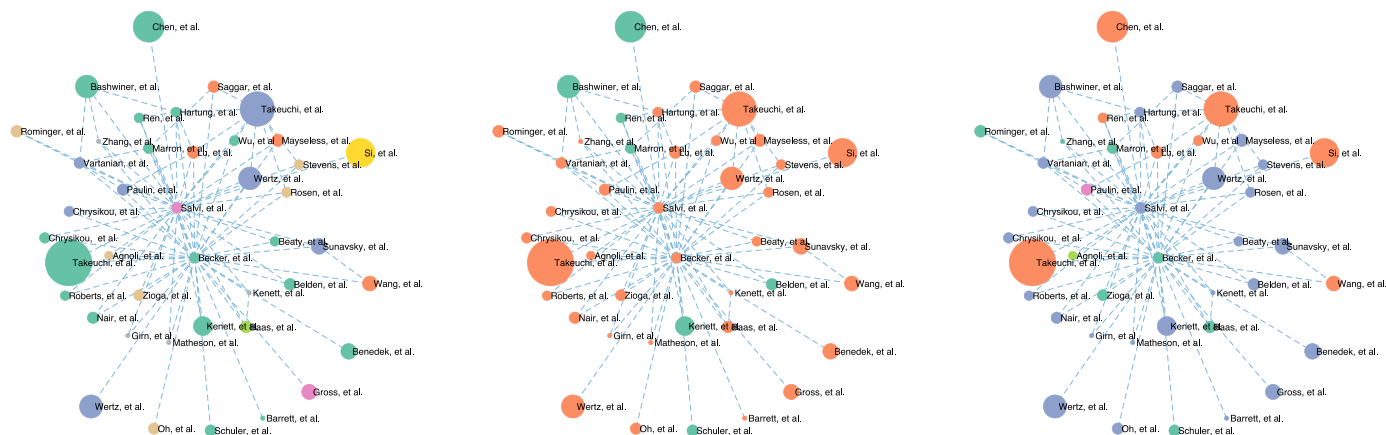 Chen, et al.
Bashwiner, et al.
Saggar, et al.
Takeuchi, et al.
Hartung, et al.
Ren, et al.
Rominger, et al.
Zhang, et al.
Marron, et al.
Wu, et al.
Mayseless, et al.
Lu, et al.
Si, et al.
Vartanian, et al.
Stevens, et al.
Wertz, et al.
Paulin, et al.
Rosen, et al.
Salvi, et al.
Chrysikou, et al.
Chrysikou, et al.
Beaty, et al.
Sunavsky, et al.
Agnoli, et al.
Takeuchi, et al.
Becker, et al.
Belden, et al.
Wang, et al.
Roberts, et al.
Zioga, et al.
Kenett, et al.
Nair, et al.
Kenett, et al.
Haas, et al.
Girn, et al.
Matheson, et al.
Benedek, et al.
Gross, et al.
Wertz, et al.
Barrett, et al.
Oh, et al.
Schuler, et al.
Chen, et al.
Bashwiner, et al.
Saggar, et al.
Takeuchi, et al.
Hartung, et al.
Ren, et al.
Rominger, et al.
Zhang, et al.
Marron, et al.
Wu, et al.
Mayseless, et al.
Lu, et al.
Si, et al.
Vartanian, et al.
Stevens, et al.
Wertz, et al.
Paulin, et al.
Rosen, et al.
Salvi, et al.
Chrysikou, et al.
Chrysikou, et al.
Beaty, et al.
Sunavsky, et al.
Agnoli, et al.
Takeuchi, et al.
Becker, et al.
Belden, et al.
Wang, et al.
Roberts, et al.
Zioga, et al.
Kenett, et al.
Nair, et al.
Kenett, et al.
Haas, et al.
Girn, et al.
Matheson, et al.
Benedek, et al.
Gross, et al.
Wertz, et al.
Barrett, et al.
Oh, et al.
Schuler, et al.
Chen, et al.
Bashwiner, et al.
Saggar, et al.
Takeuchi, et al.
Hartung, et al.
Ren, et al.
Rominger, et al.
Zhang, et al.
Marron, et al.
Wu, et al.
Mayseless, et al.
Lu, et al.
Si, et al.
Vartanian, et al.
Stevens, et al.
Wertz, et al.
Paulin, et al.
Rosen, et al.
Salvi, et al.
Chrysikou, et al.
Chrysikou, et al.
Beaty, et al.
Sunavsky, et al.
Agnoli, et al.
Takeuchi, et al.
Becker, et al.
Belden, et al.
Wang, et al.
Roberts, et al.
Zioga, et al.
Kenett, et al.
Nair, et al.
Kenett, et al.
Haas, et al.
Girn, et al.
Matheson, et al.
Benedek, et al.
Gross, et al.
Wertz, et al.
Barrett, et al.
Oh, et al.
Schuler, et al.